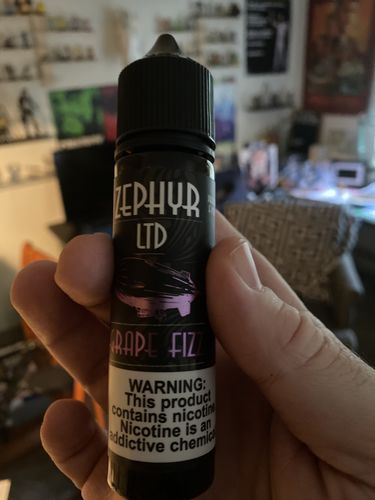 ZEPHYR
LTD
GRAPE FIZZ
WARNING:
This product
contains nicotine.
Nicotine is an
addictive chemical.